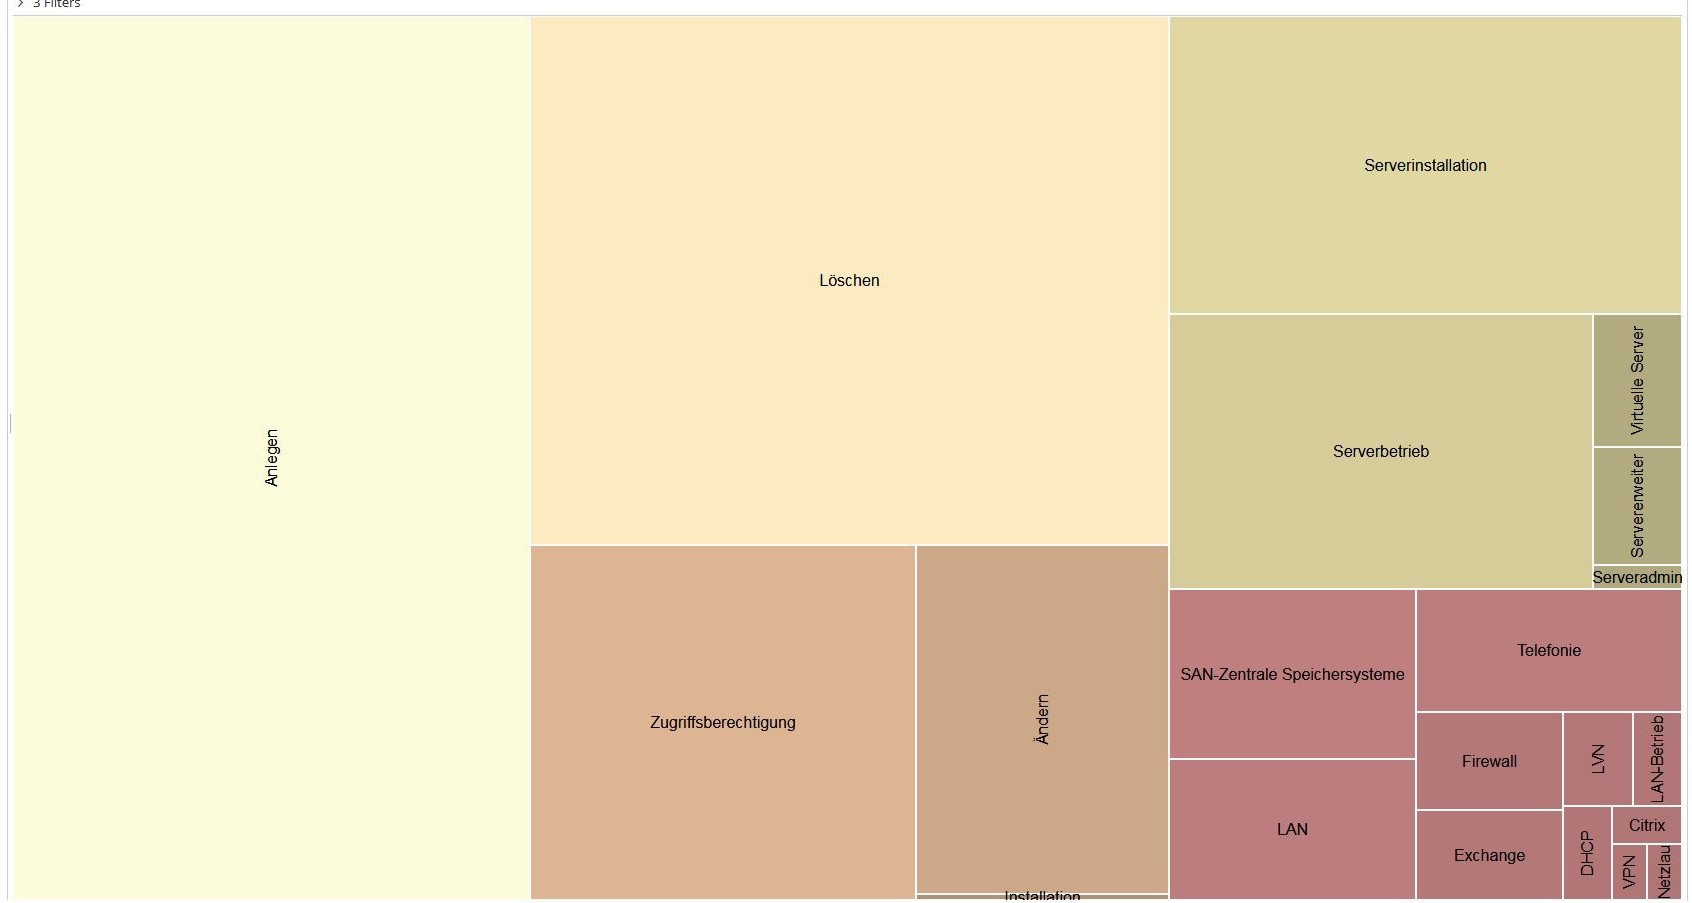 3 Filters
Anlegen
Löschen
Zugriffsberechtigung
Ändern
Installation
Serverinstallation
Serverbetrieb
Virtuelle Server
Servererweiter
Serveradmin
SAN-Zentrale Speichersysteme
LAN
Telefonie
Firewall
Exchange
LVN
LAN-Betrieb
DHCP
Citrix
VPN
Netzlau